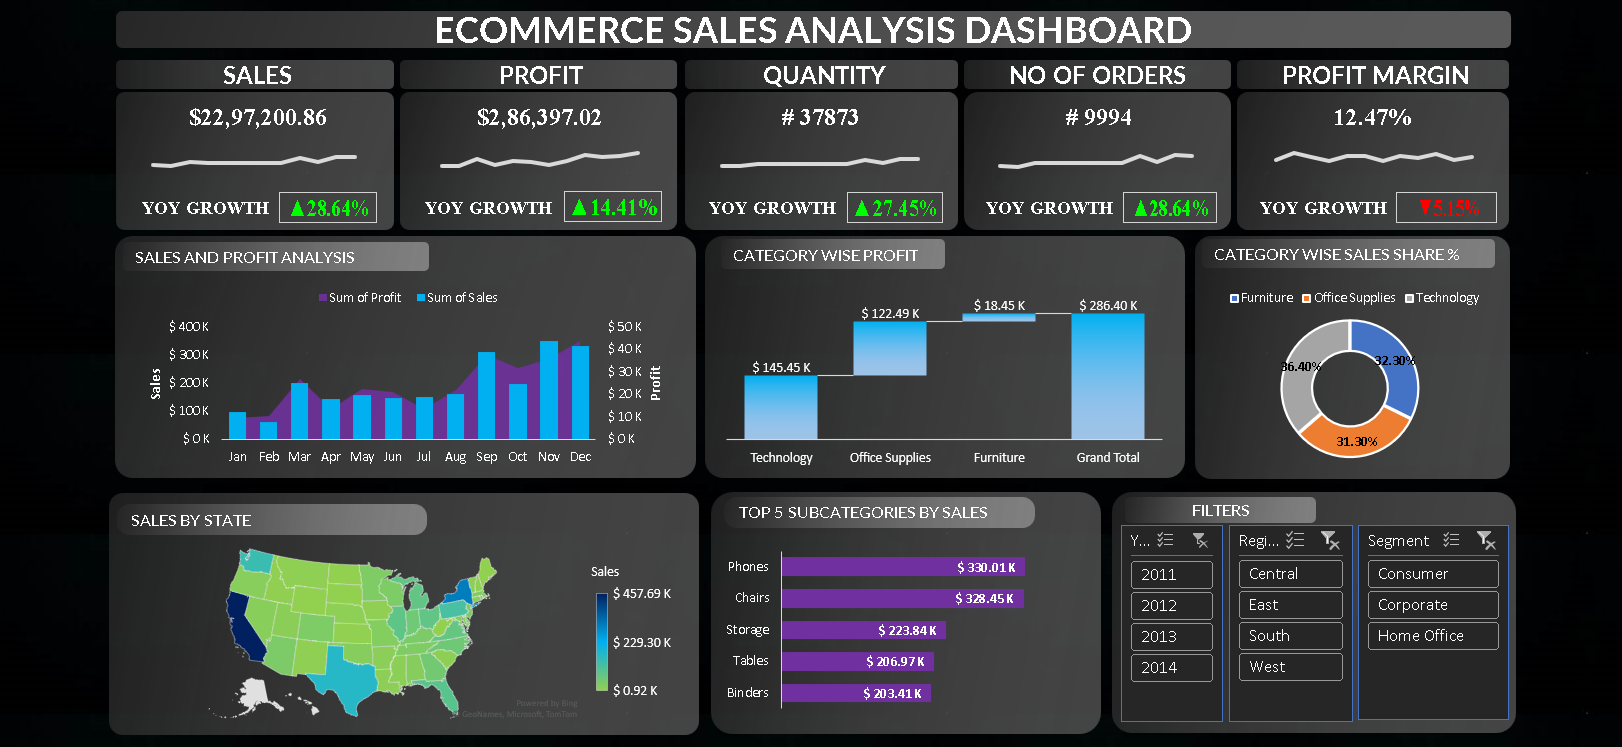 ECOMMERCE SALES ANALYSIS DASHBOARD
SALES
$22,97,200.86
YOY GROWTH ▲28.64%
PROFIT
$2,86,397.02
YOY GROWTH ▲14.41%
QUANTITY
# 37873
YOY GROWTH ▲27.45%
NO OF ORDERS
# 9994
YOY GROWTH ▲28.64%
PROFIT MARGIN
12.47%
YOY GROWTH ▼5.15%
SALES AND PROFIT ANALYSIS
Sum of Profit Sum of Sales
$ 400 K
$ 300 K
$ 200 K
$ 100 K
$ 0 K
Sales
$ 50 K
$ 40 K
$ 30 K
$ 20 K
$ 10 K
$ 0 K
Profit
Jan Feb Mar Apr May Jun Jul Aug Sep Oct Nov Dec
CATEGORY WISE PROFIT
$ 145.45 K
$ 122.49 K
$ 18.45 K
$ 286.40 K
Technology Office Supplies Furniture Grand Total
CATEGORY WISE SALES SHARE %
Furniture Office Supplies Technology
36.40%
32.30%
31.30%
SALES BY STATE
Sales
$ 457.69 K
$ 229.30 K
$ 0.92 K
Powered by Bing
© GeoNames, Microsoft, TomTom
TOP 5 SUBCATEGORIES BY SALES
Phones $ 330.01 K
Chairs $ 328.45 K
Storage $ 223.84 K
Tables $ 206.97 K
Binders $ 203.41 K
FILTERS
Y...
2011
2012
2013
2014
Regi...
Central
East
South
West
Segment
Consumer
Corporate
Home Office